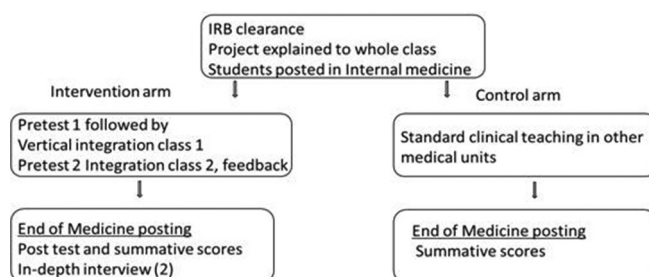 IRB clearance
Project explained to whole class
Students posted in Internal medicine
Intervention arm
Control arm
Pretest 1 followed by
Vertical integration class 1
Pretest 2 Integration class 2, feedback
Standard clinical teaching in other
medical units
End of Medicine posting
Post test and summative scores
In-depth interview (2)
End of Medicine posting
Summative scores